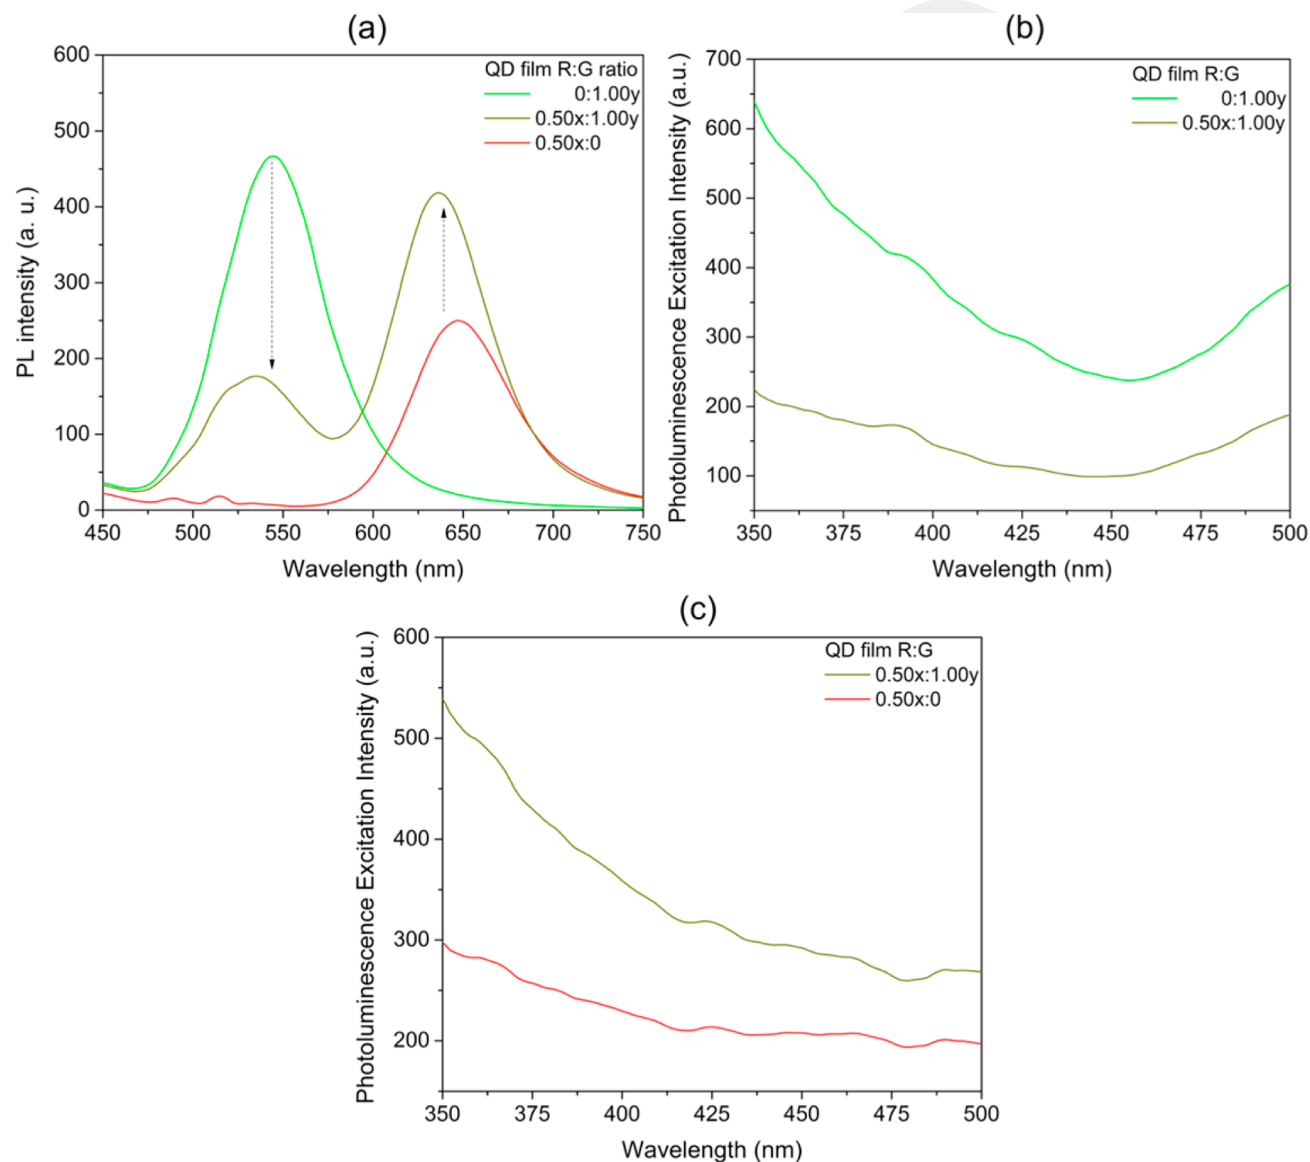 (a)
PL intensity (a. u.)
600
500
400
300
200
100
0
QD film R:G ratio
0:1.00y
0.50x:1.00y
0.50x:0
450 500 550 600 650 700 750
Wavelength (nm)
(b)
Photoluminescence Excitation Intensity (a.u.)
700
600
500
400
300
200
100
QD film R:G
0:1.00y
0.50x:1.00y
350 375 400 425 450 475 500
Wavelength (nm)
(c)
Photoluminescence Excitation Intensity (a.u.)
600
500
400
300
200
QD film R:G
0.50x:1.00y
0.50x:0
350 375 400 425 450 475 500
Wavelength (nm)